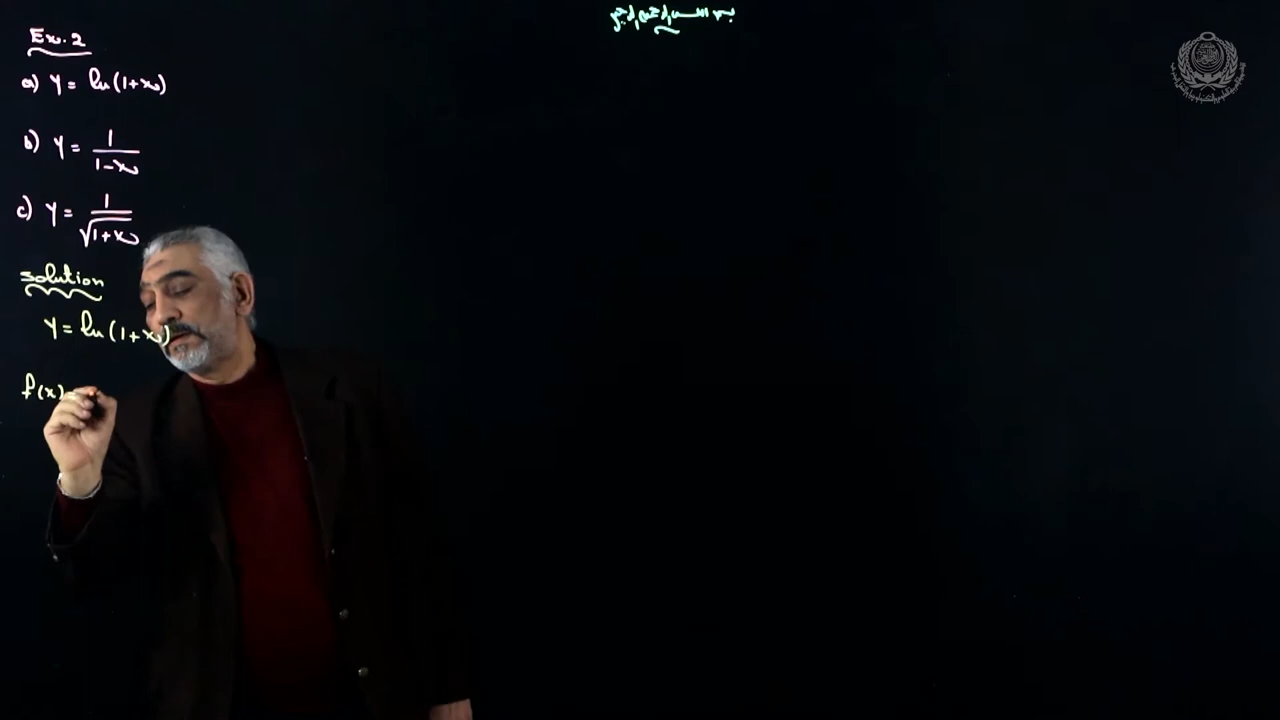 بسم الله الرحمن الرحيم
Ex. 2
a) y = ln(1+x)
b) y = 1/(1-x)
c) y = 1/√(1+x)
solution
y = ln(1+x)
f(x)=